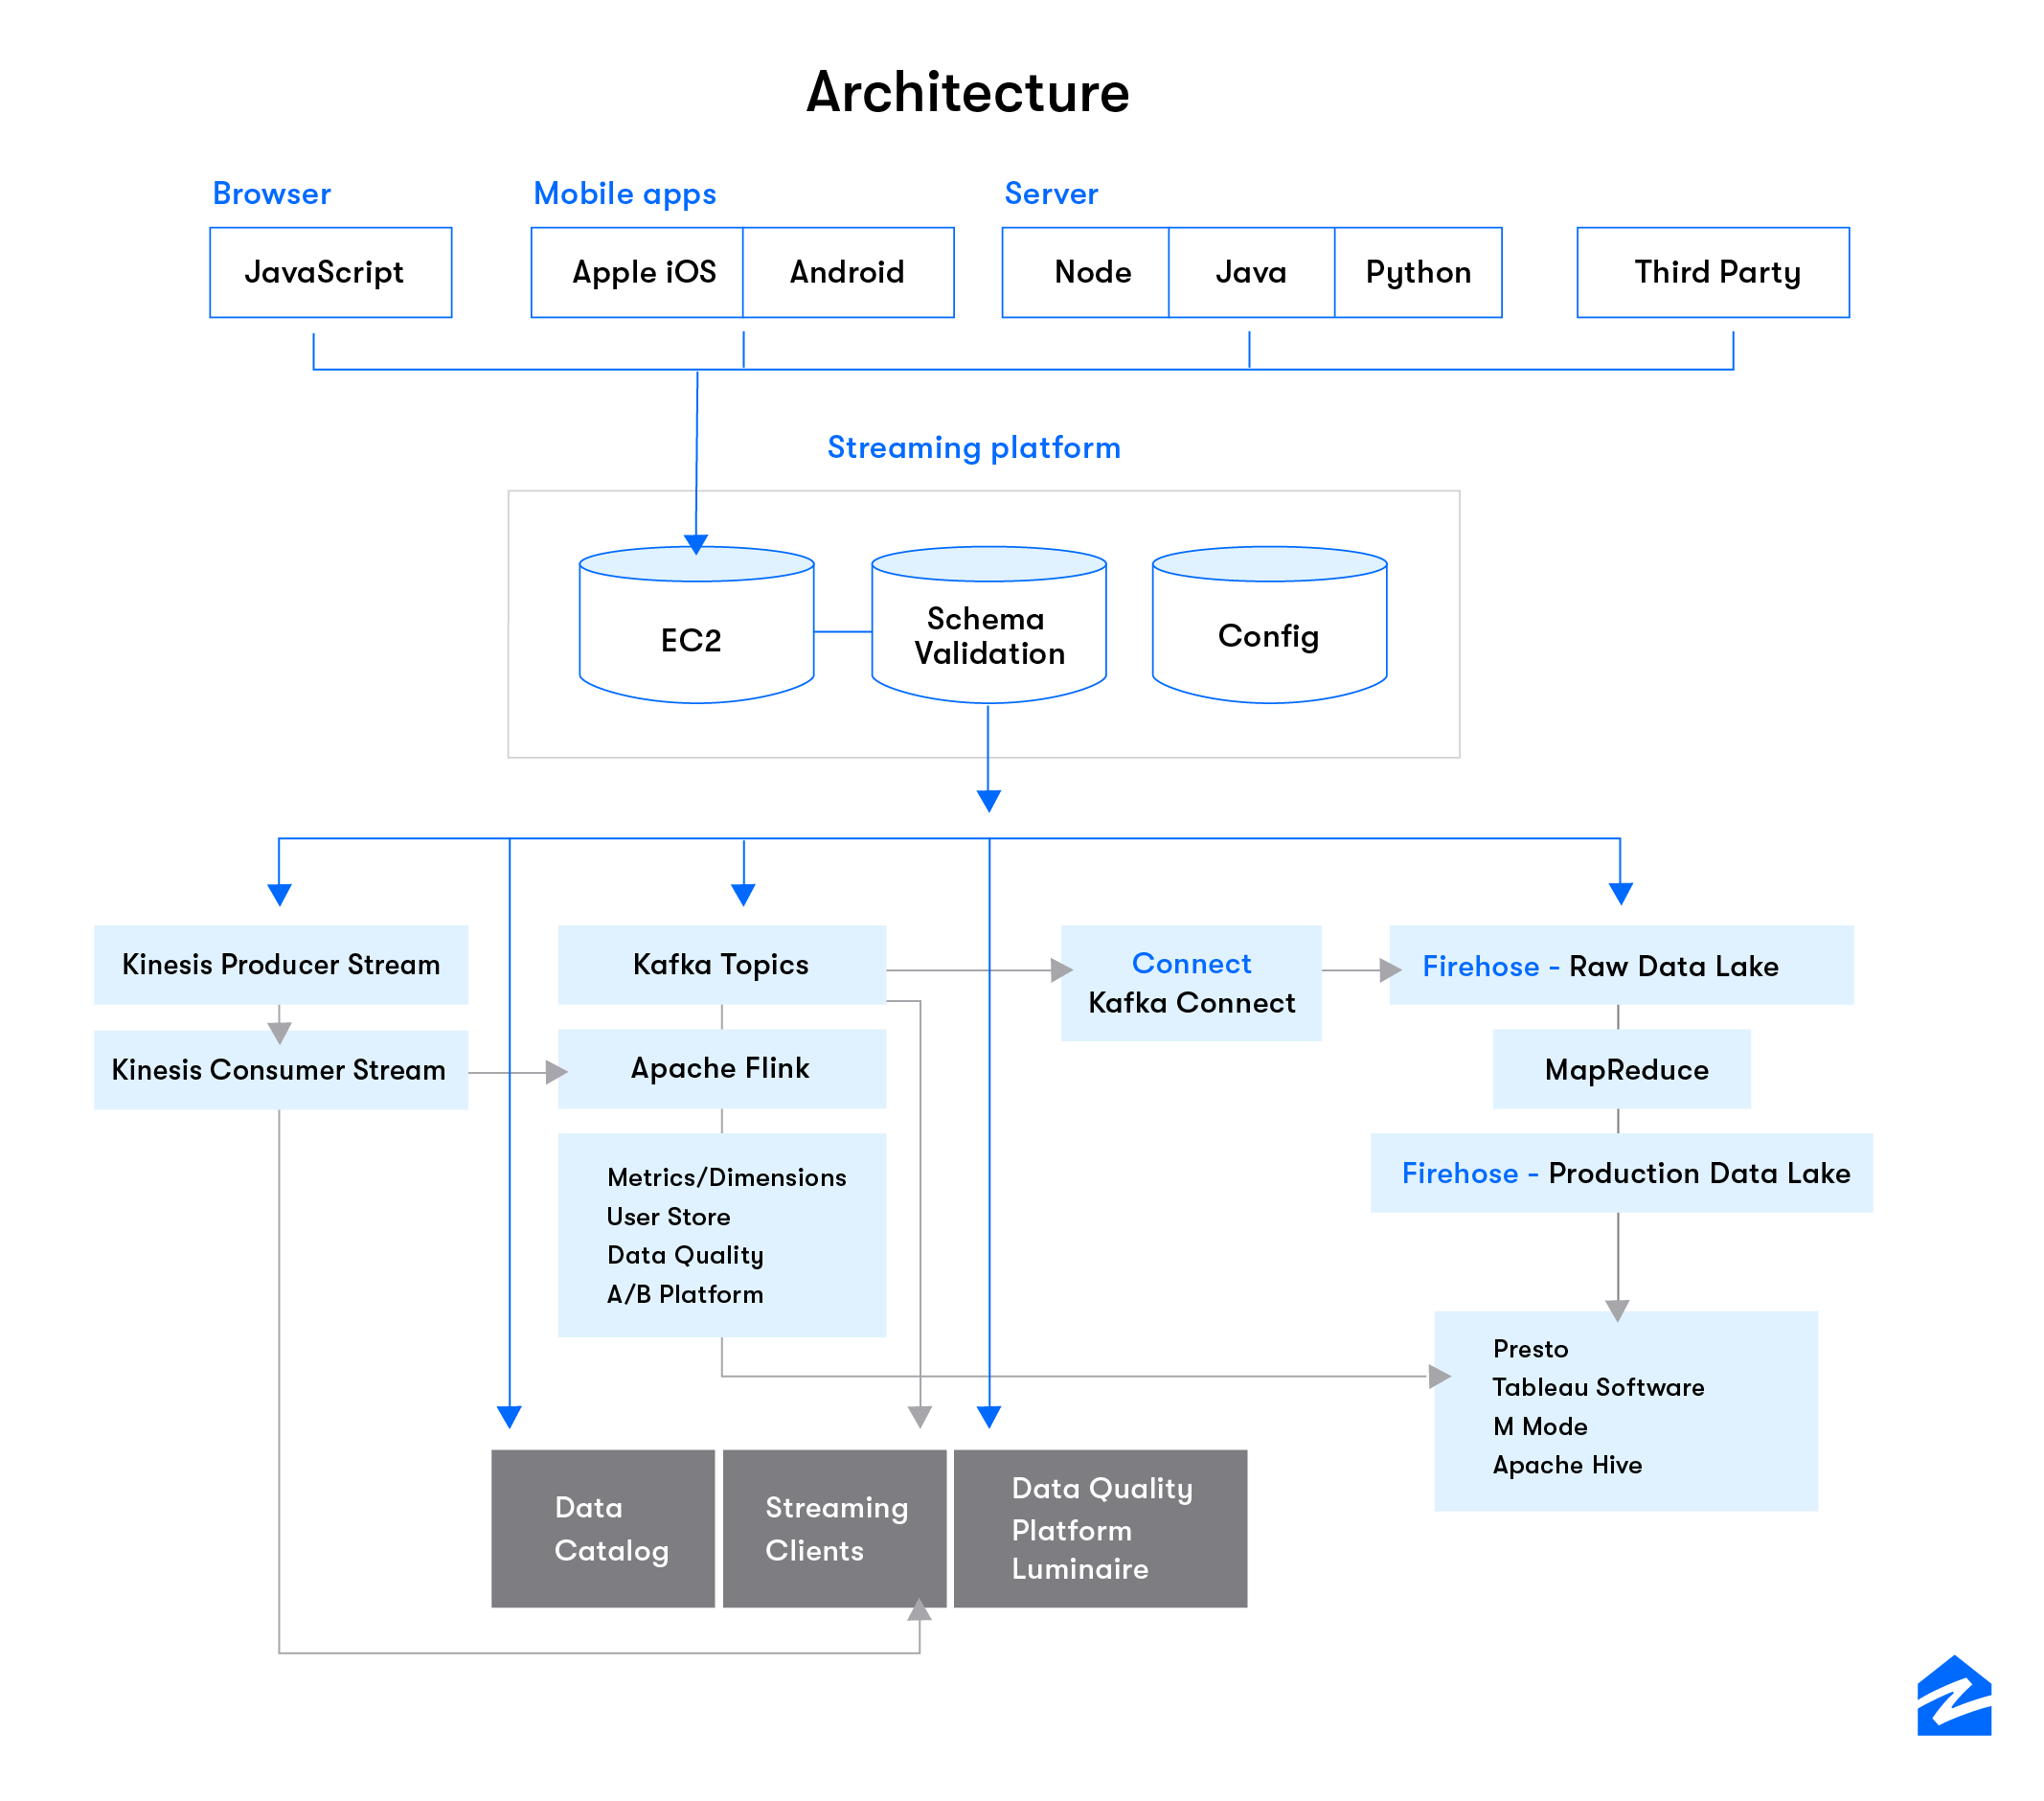 Architecture
Browser
Mobile apps
Server
JavaScript
Apple iOS
Android
Node
Java
Python
Third Party
Streaming platform
EC2
Schema
Validation
Config
Kinesis Producer Stream
Kafka Topics
Connect
Kafka Connect
Firehose - Raw Data Lake
Kinesis Consumer Stream
Apache Flink
MapReduce
Metrics/Dimensions
User Store
Data Quality
A/B Platform
Firehose - Production Data Lake
Presto
Tableau Software
M Mode
Apache Hive
Data
Catalog
Streaming
Clients
Data Quality
Platform
Luminaire